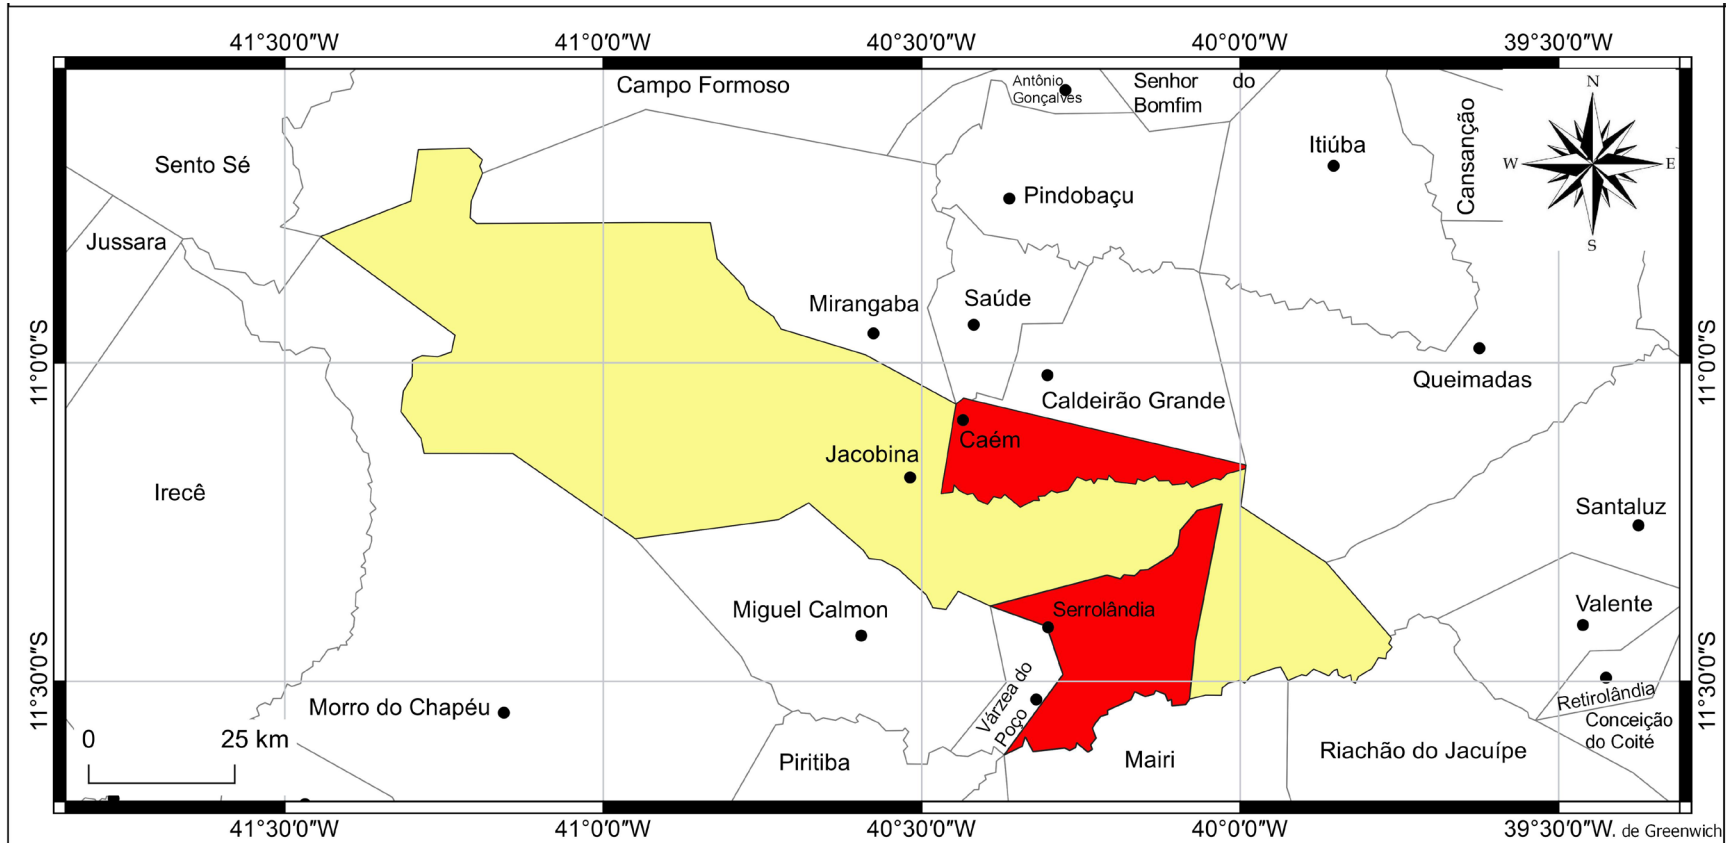 41°30′0″W 41°0′0″W 40°30′0″W 40°0′0″W 39°30′0″W
Campo Formoso
Antônio
Gonçalves
Senhor do
Bomfim
Cansanção
N
W E
S
Itiúba
Sento Sé
Pindobaçu
Jussara
Mirangaba
Saúde
11°0′0″S
11°0′0″S
Queimadas
Caldeirão Grande
Caém
Jacobina
Irecê
Santaluz
Miguel Calmon
Serrolândia
Valente
Várzea do
Poço
Retirolândia
11°30′0″S
11°30′0″S
Morro do Chapéu
Conceição
do Coité
0 25 km
Piritiba
Mairi
Riachão do Jacuípe
41°30′0″W 41°0′0″W 40°30′0″W 40°0′0″W 39°30′0″W. de Greenwich